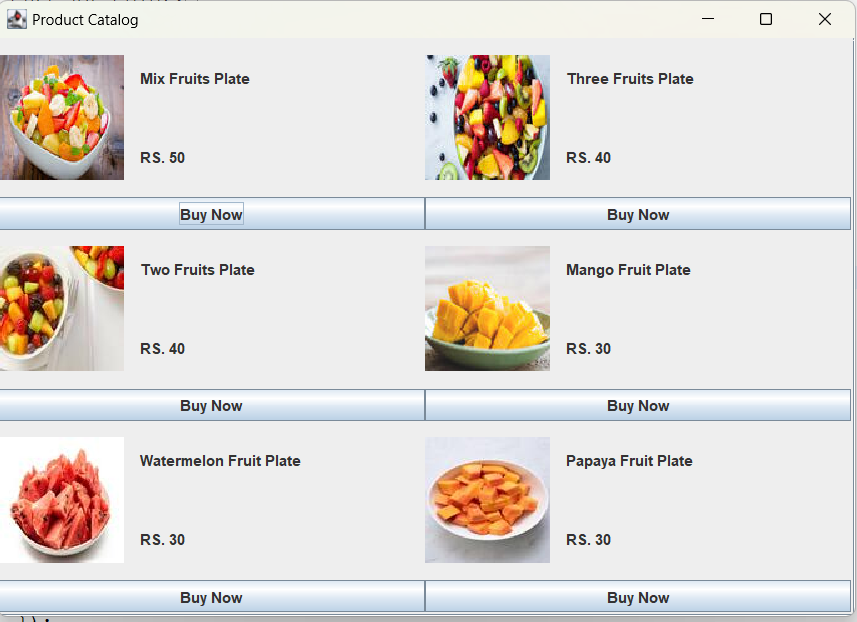 Product Catalog
Mix Fruits Plate
Three Fruits Plate
RS. 50
RS. 40
Buy Now
Buy Now
Two Fruits Plate
Mango Fruit Plate
RS. 40
RS. 30
Buy Now
Buy Now
Watermelon Fruit Plate
Papaya Fruit Plate
RS. 30
RS. 30
Buy Now
Buy Now